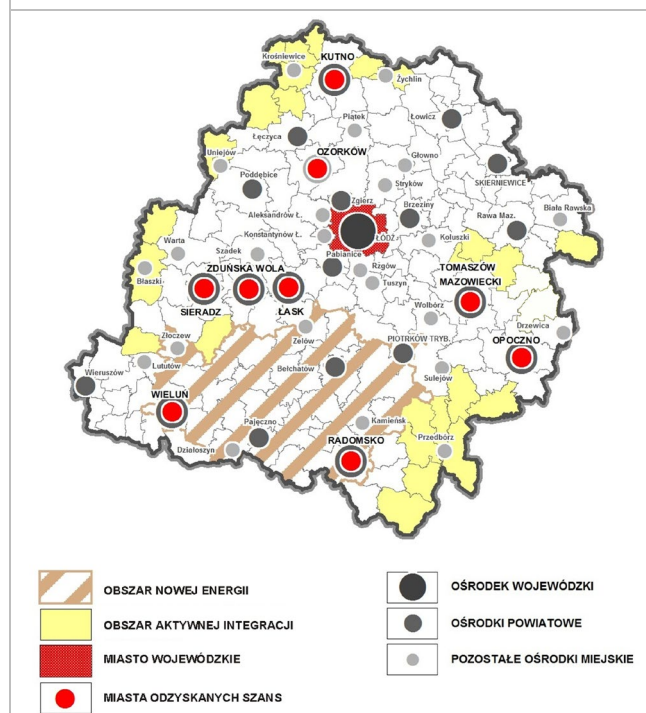 Krośniewice
KUTNO
Żychlin
Piątek
Łowicz
Łęczyca
Uniejów
OZORKÓW
Głowno
SKIERNIEWICE
Poddębice
Stryków
Zgierz
Aleksandrów Ł.
Brzeziny
Rawa Maz.
Biała Rawska
Konstantynów Ł.
ŁÓDŹ
Koluszki
Warta
Szadek
Pabianice
Rzgów
Tuszyn
Błaszki
ZDUŃSKA WOLA
TOMASZÓW
MAZOWIECKI
SIERADZ
ŁASK
Wolbórz
Drzewica
Złoczew
Zelów
PIOTRKÓW TRYB.
OPOCZNO
Lututów
Wieruszów
Bełchatów
Sulejów
WIELUŃ
Pajęczno
Kamieńsk
Działoszyn
RADOMSKO
Przedbórz
OBSZAR NOWEJ ENERGII
OBSZAR AKTYWNEJ INTEGRACJI
MIASTO WOJEWÓDZKIE
MIASTA ODZYSKANYCH SZANS
OŚRODEK WOJEWÓDZKI
OŚRODKI POWIATOWE
POZOSTAŁE OŚRODKI MIEJSKIE